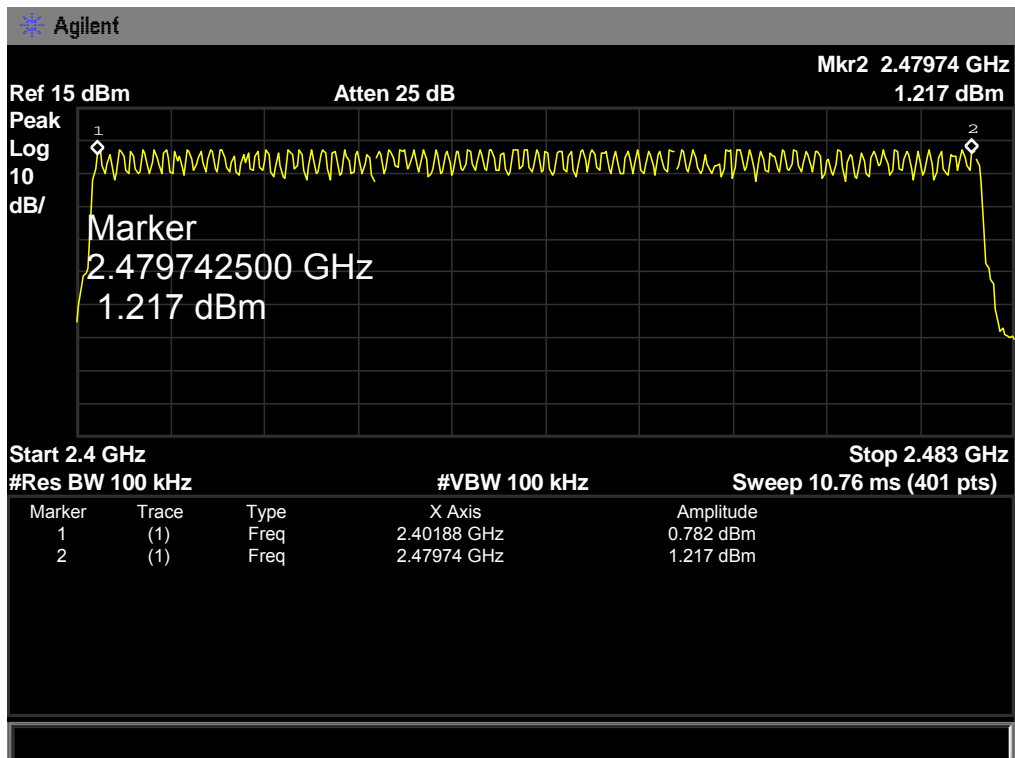 Agilent
Mkr2 2.47974 GHz
Ref 15 dBm Atten 25 dB 1.217 dBm
Peak
Log
10
dB/
1 2
Marker
2.479742500 GHz
1.217 dBm
Start 2.4 GHz Stop 2.483 GHz
#Res BW 100 kHz #VBW 100 kHz Sweep 10.76 ms (401 pts)
Marker Trace Type X Axis Amplitude
1 (1) Freq 2.40188 GHz 0.782 dBm
2 (1) Freq 2.47974 GHz 1.217 dBm